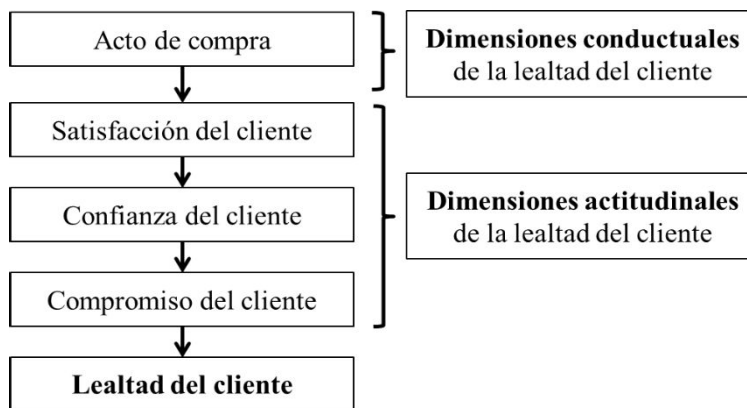 Acto de compra
Dimensiones conductuales
de la lealtad del cliente
Satisfacción del cliente
Confianza del cliente
Dimensiones actitudinales
de la lealtad del cliente
Compromiso del cliente
Lealtad del cliente